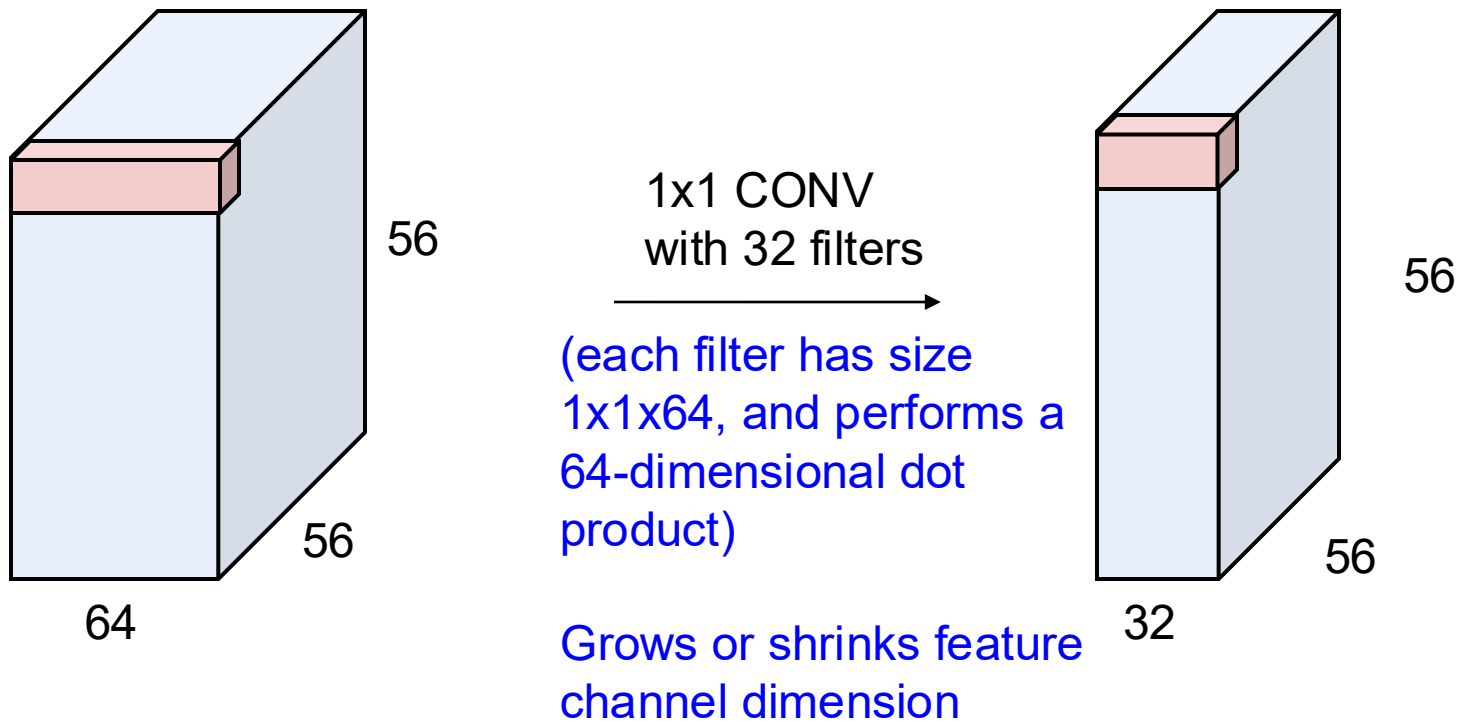 56
56
64
1x1 CONV
with 32 filters
(each filter has size
1x1x64, and performs a
64-dimensional dot
product)
Grows or shrinks feature
channel dimension
56
56
32